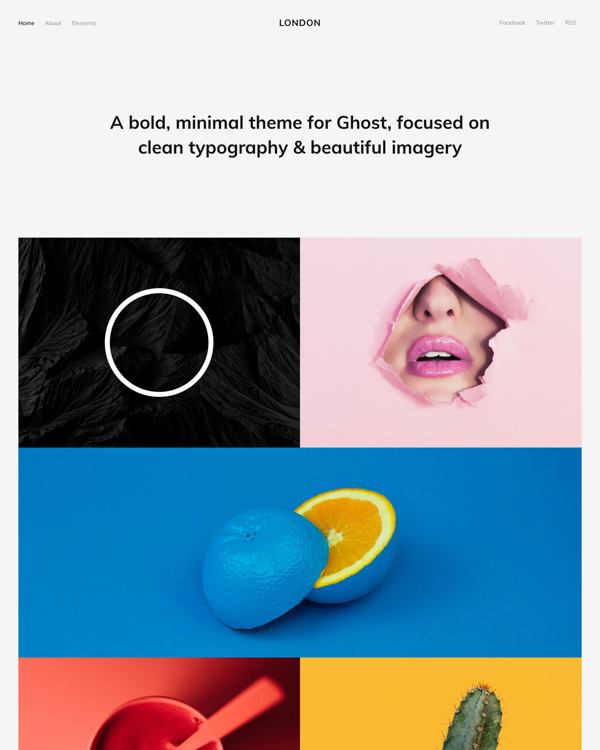 Home About Elements LONDON Facebook Twitter RSS
A bold, minimal theme for Ghost, focused on
clean typography & beautiful imagery